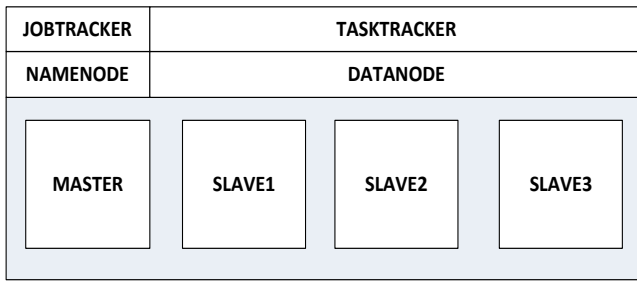 JOBTRACKER TASKTRACKER
NAMENODE DATANODE
MASTER SLAVE1 SLAVE2 SLAVE3